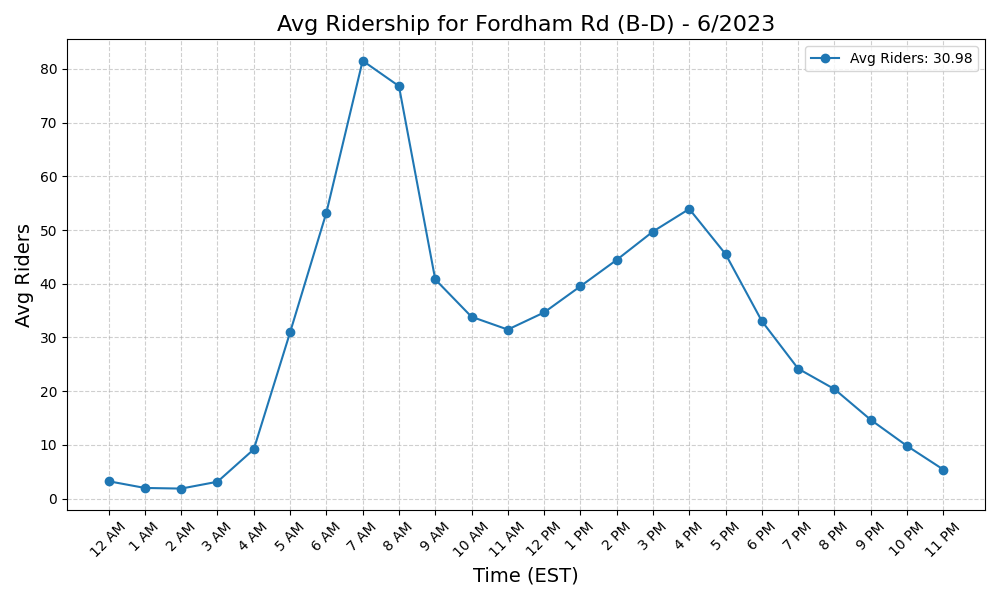 Avg Ridership for Fordham Rd (B-D) - 6/2023
Avg Riders: 30.98
Avg Riders
80
70
60
50
40
30
20
10
0
12 AM
1 AM
2 AM
3 AM
4 AM
5 AM
6 AM
7 AM
8 AM
9 AM
10 AM
11 AM
12 PM
1 PM
2 PM
3 PM
4 PM
5 PM
6 PM
7 PM
8 PM
9 PM
10 PM
11 PM
Time (EST)